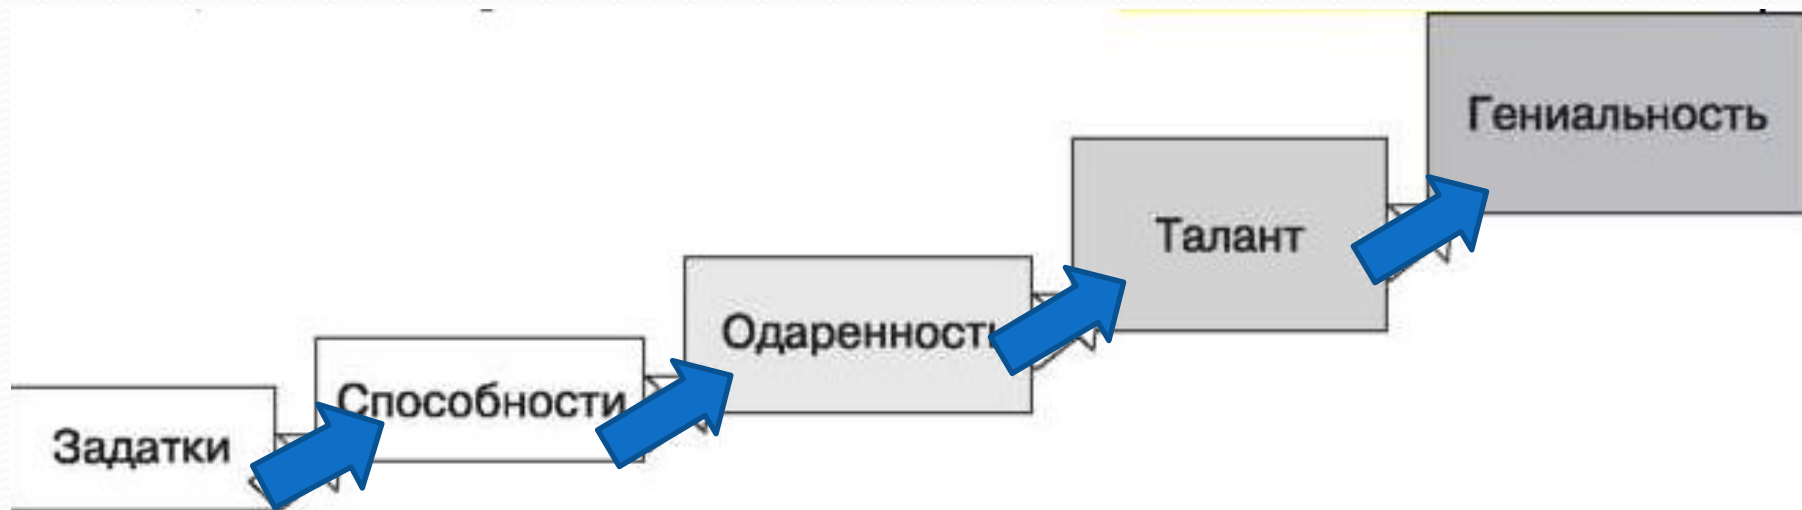 Задатки
Способности
Одаренность
Талант
Гениальность